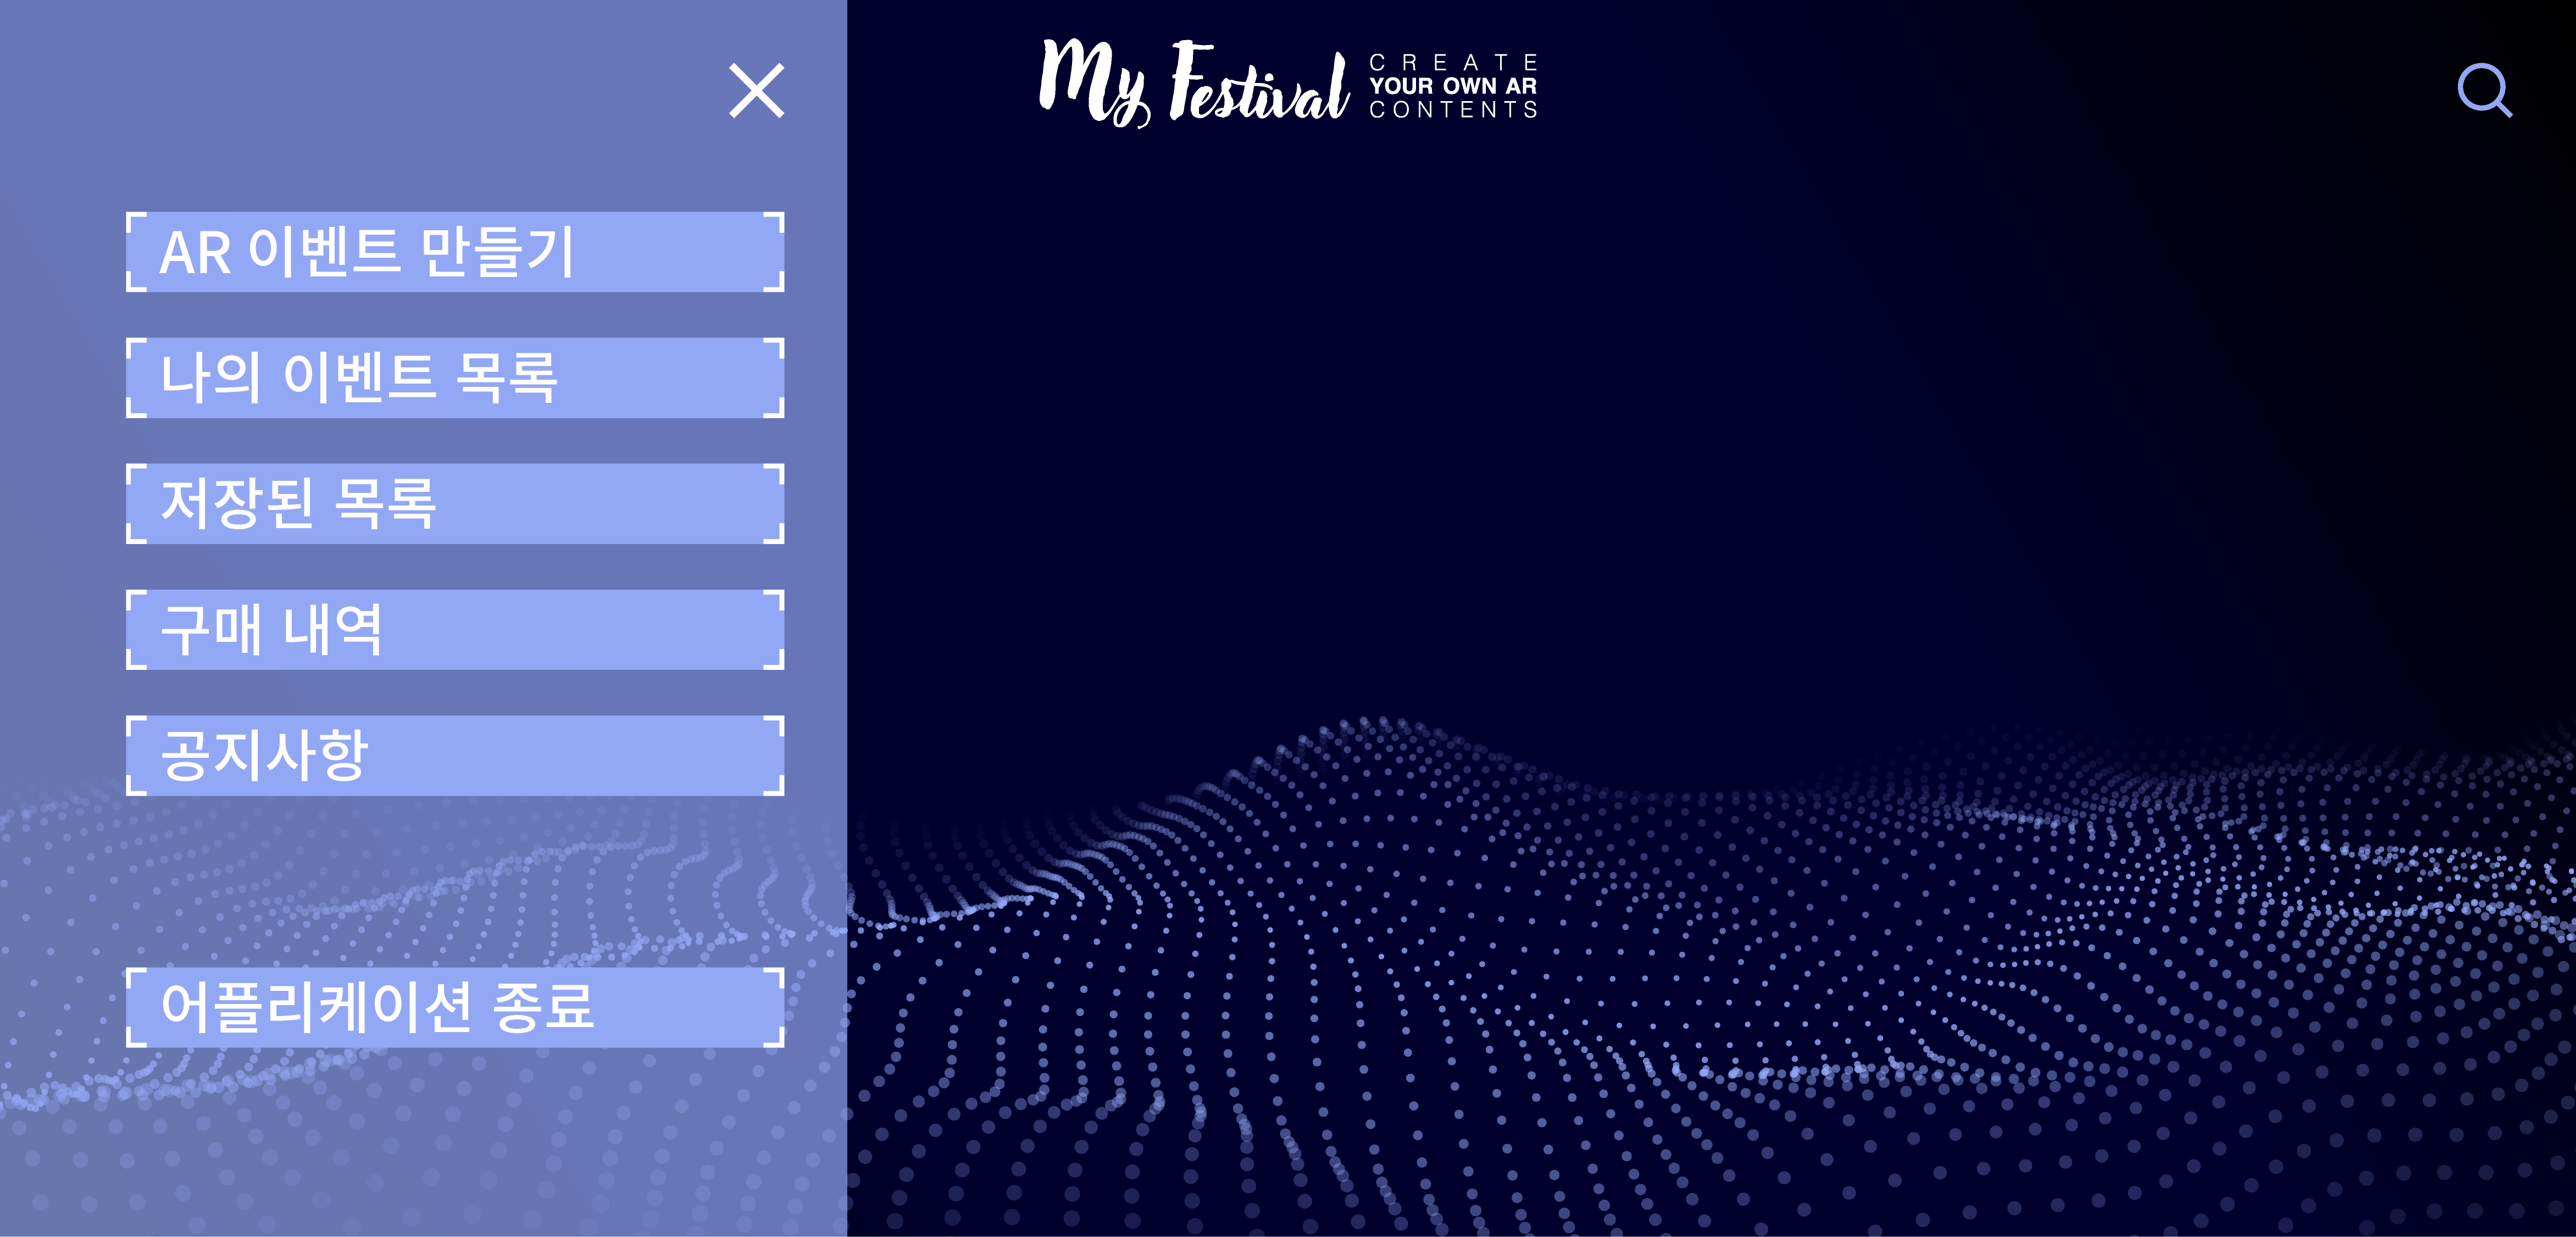 My Festival
CREATE
YOUR OWN AR
CONTENTS
AR 이벤트 만들기
나의 이벤트 목록
저장된 목록
구매 내역
공지사항
어플리케이션 종료